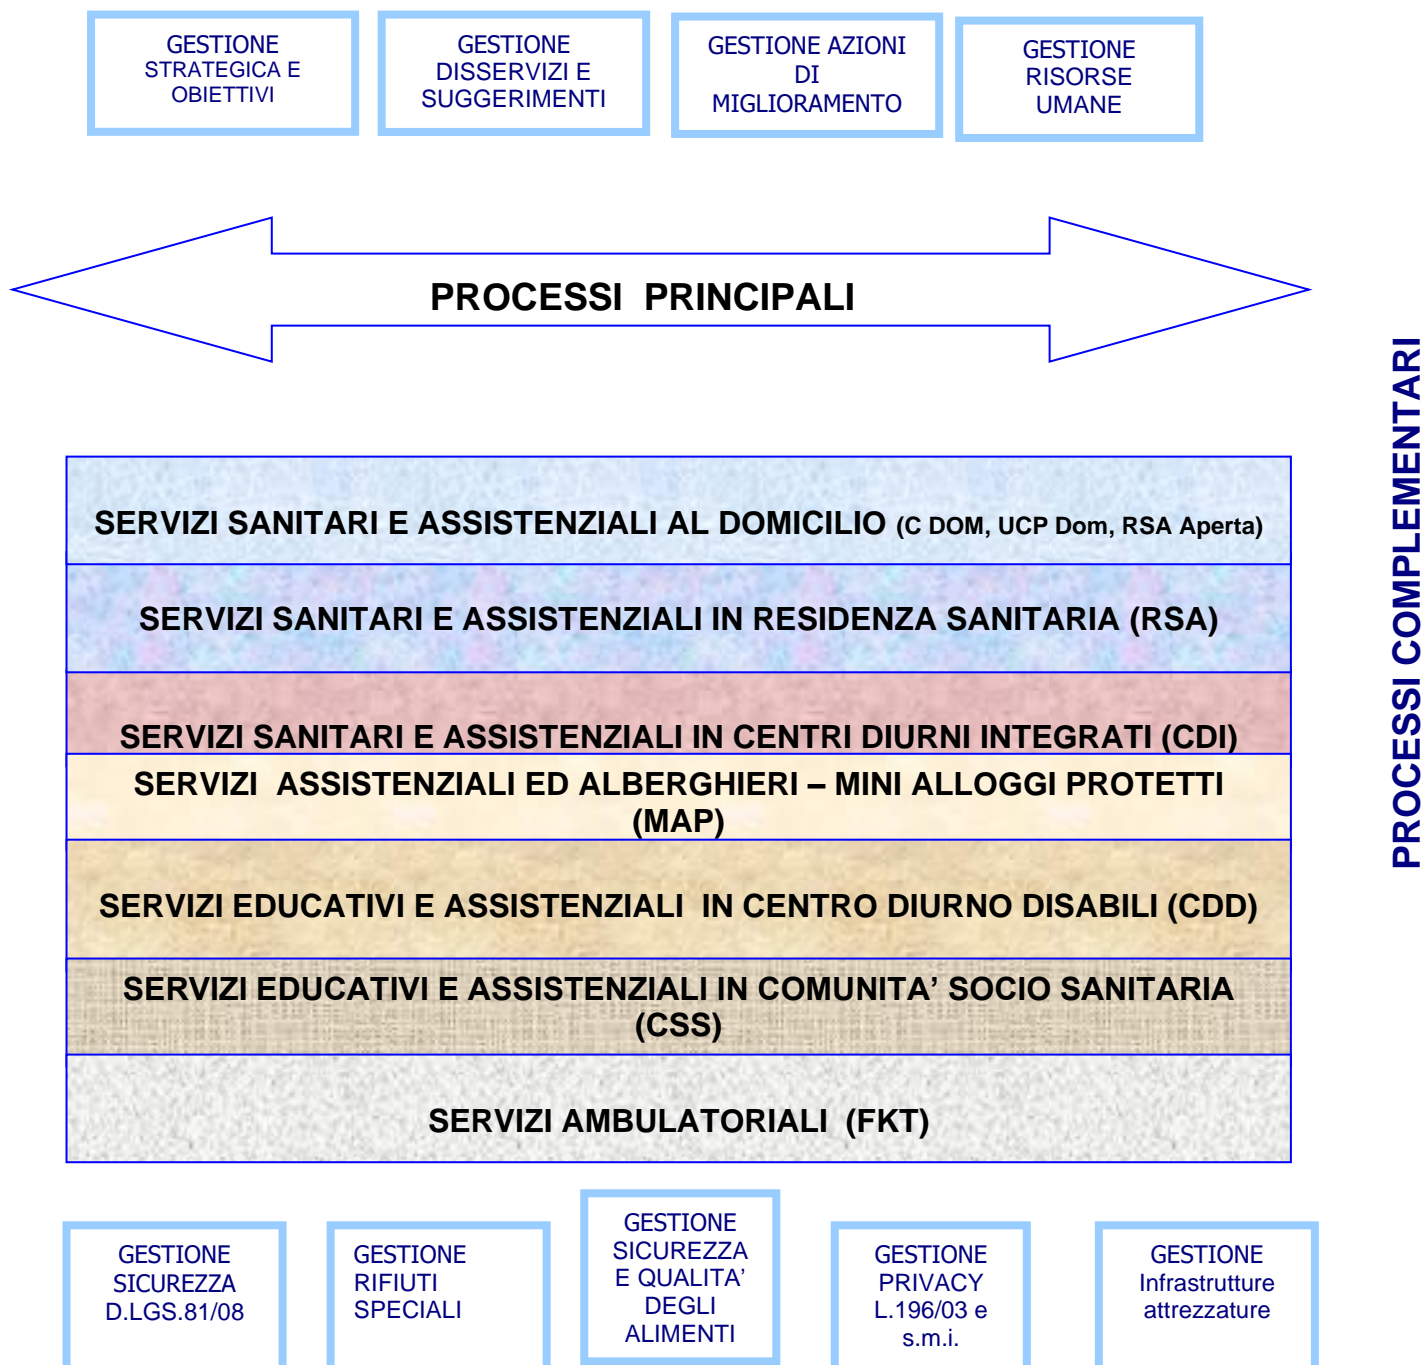 GESTIONE
STRATEGICA E
OBIETTIVI
GESTIONE
DISSERVIZI E
SUGGERIMENTI
GESTIONE AZIONI
DI
MIGLIORAMENTO
GESTIONE
RISORSE
UMANE
PROCESSI PRINCIPALI
PROCESSI COMPLEMENTARI
SERVIZI SANITARI E ASSISTENZIALI AL DOMICILIO (C DOM, UCP Dom, RSA Aperta)
SERVIZI SANITARI E ASSISTENZIALI IN RESIDENZA SANITARIA (RSA)
SERVIZI SANITARI E ASSISTENZIALI IN CENTRI DIURNI INTEGRATI (CDI)
SERVIZI ASSISTENZIALI ED ALBERGHIERI – MINI ALLOGGI PROTETTI
(MAP)
SERVIZI EDUCATIVI E ASSISTENZIALI IN CENTRO DIURNO DISABILI (CDD)
SERVIZI EDUCATIVI E ASSISTENZIALI IN COMUNITA’ SOCIO SANITARIA
(CSS)
SERVIZI AMBULATORIALI (FKT)
GESTIONE
SICUREZZA
D.LGS.81/08
GESTIONE
RIFIUTI
SPECIALI
GESTIONE
SICUREZZA
E QUALITA’
DEGLI
ALIMENTI
GESTIONE
PRIVACY
L.196/03 e
s.m.i.
GESTIONE
Infrastrutture
attrezzature